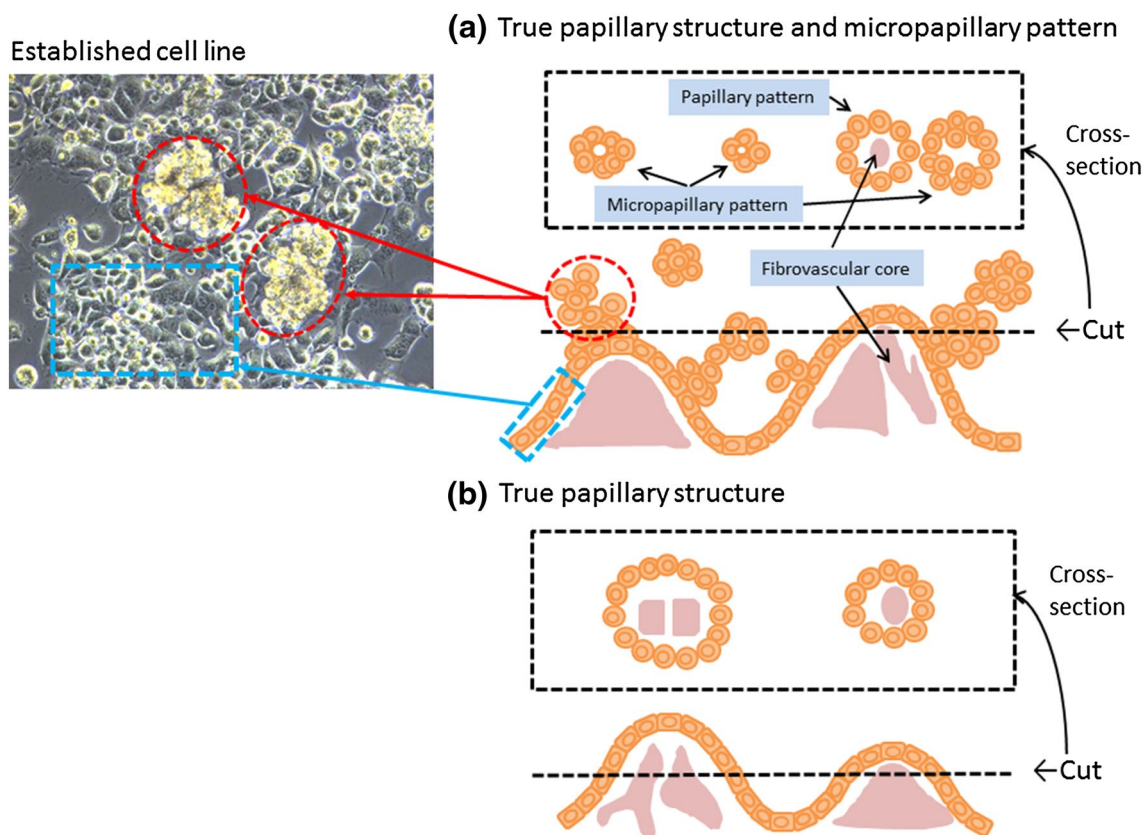 (a) True papillary structure and micropapillary pattern
Established cell line
Papillary pattern
Cross-
section
Micropapillary pattern
Fibrovascular core
←Cut
(b) True papillary structure
Cross-
section
←Cut